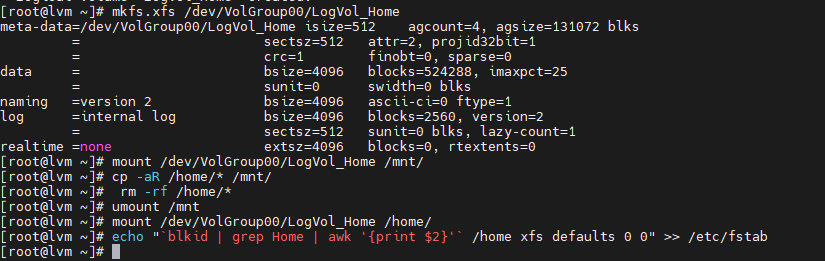 [root@lvm ~]# mkfs.xfs /dev/VolGroup00/LogVol_Home
meta-data=/dev/VolGroup00/LogVol_Home isize=512    agcount=4, agsize=131072 blks
         =                       sectsz=512   attr=2, projid32bit=1
         =                       crc=1        finobt=0, sparse=0
data     =                       bsize=4096   blocks=524288, imaxpct=25
         =                       sunit=0      swidth=0 blks
naming   =version 2              bsize=4096   ascii-ci=0 ftype=1
log      =internal log           bsize=4096   blocks=2560, version=2
         =                       sectsz=512   sunit=0 blks, lazy-count=1
realtime =none                   extsz=4096   blocks=0, rtextents=0
[root@lvm ~]# mount /dev/VolGroup00/LogVol_Home /mnt/
[root@lvm ~]# cp -aR /home/* /mnt/
[root@lvm ~]#  rm -rf /home/*
[root@lvm ~]# umount /mnt
[root@lvm ~]# mount /dev/VolGroup00/LogVol_Home /home/
[root@lvm ~]# echo "`blkid | grep Home | awk '{print $2}'` /home xfs defaults 0 0" >> /etc/fstab
[root@lvm ~]#